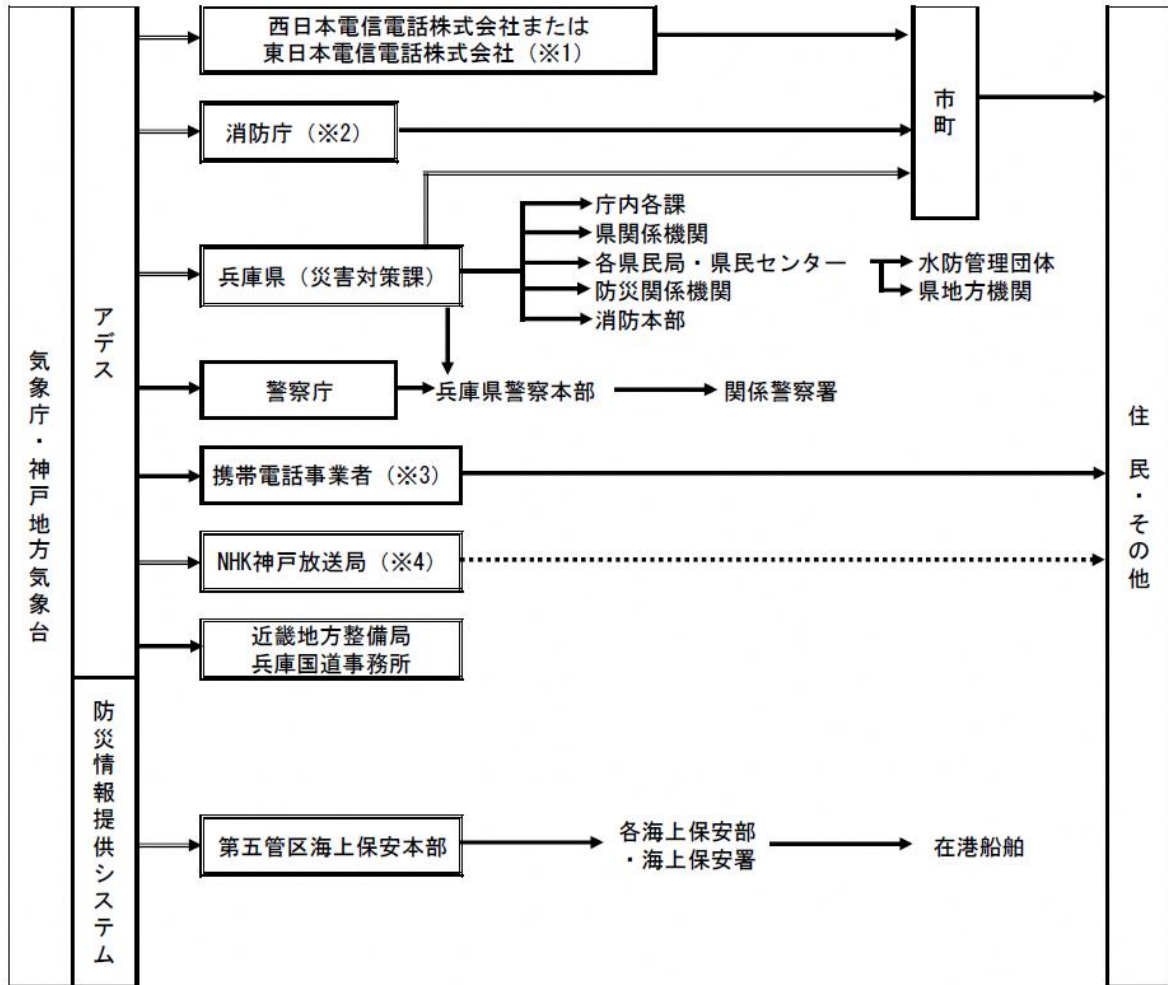 気象庁・神戸地方気象台
アデス
防災情報提供システム
西日本電信電話株式会社または
東日本電信電話株式会社（※1）
消防庁（※2）
兵庫県（災害対策課）
庁内各課
県関係機関
各県民局・県民センター
防災関係機関
消防本部
水防管理団体
県地方機関
警察庁
兵庫県警察本部
関係警察署
携帯電話事業者（※3）
NHK神戸放送局（※4）
近畿地方整備局
兵庫国道事務所
第五管区海上保安本部
各海上保安部
・海上保安署
在港船舶
市町
住民・その他